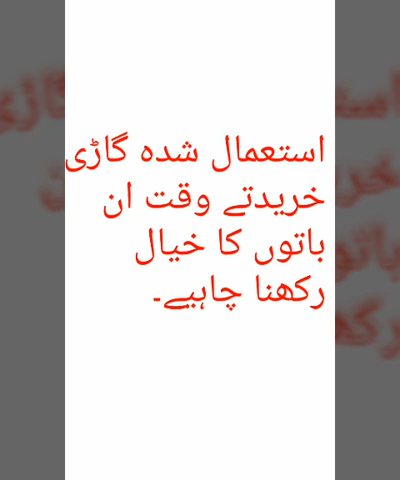 استعمال شدہ گاڑی
خریدتے وقت ان
باتوں کا خیال
رکھنا چاہیے۔